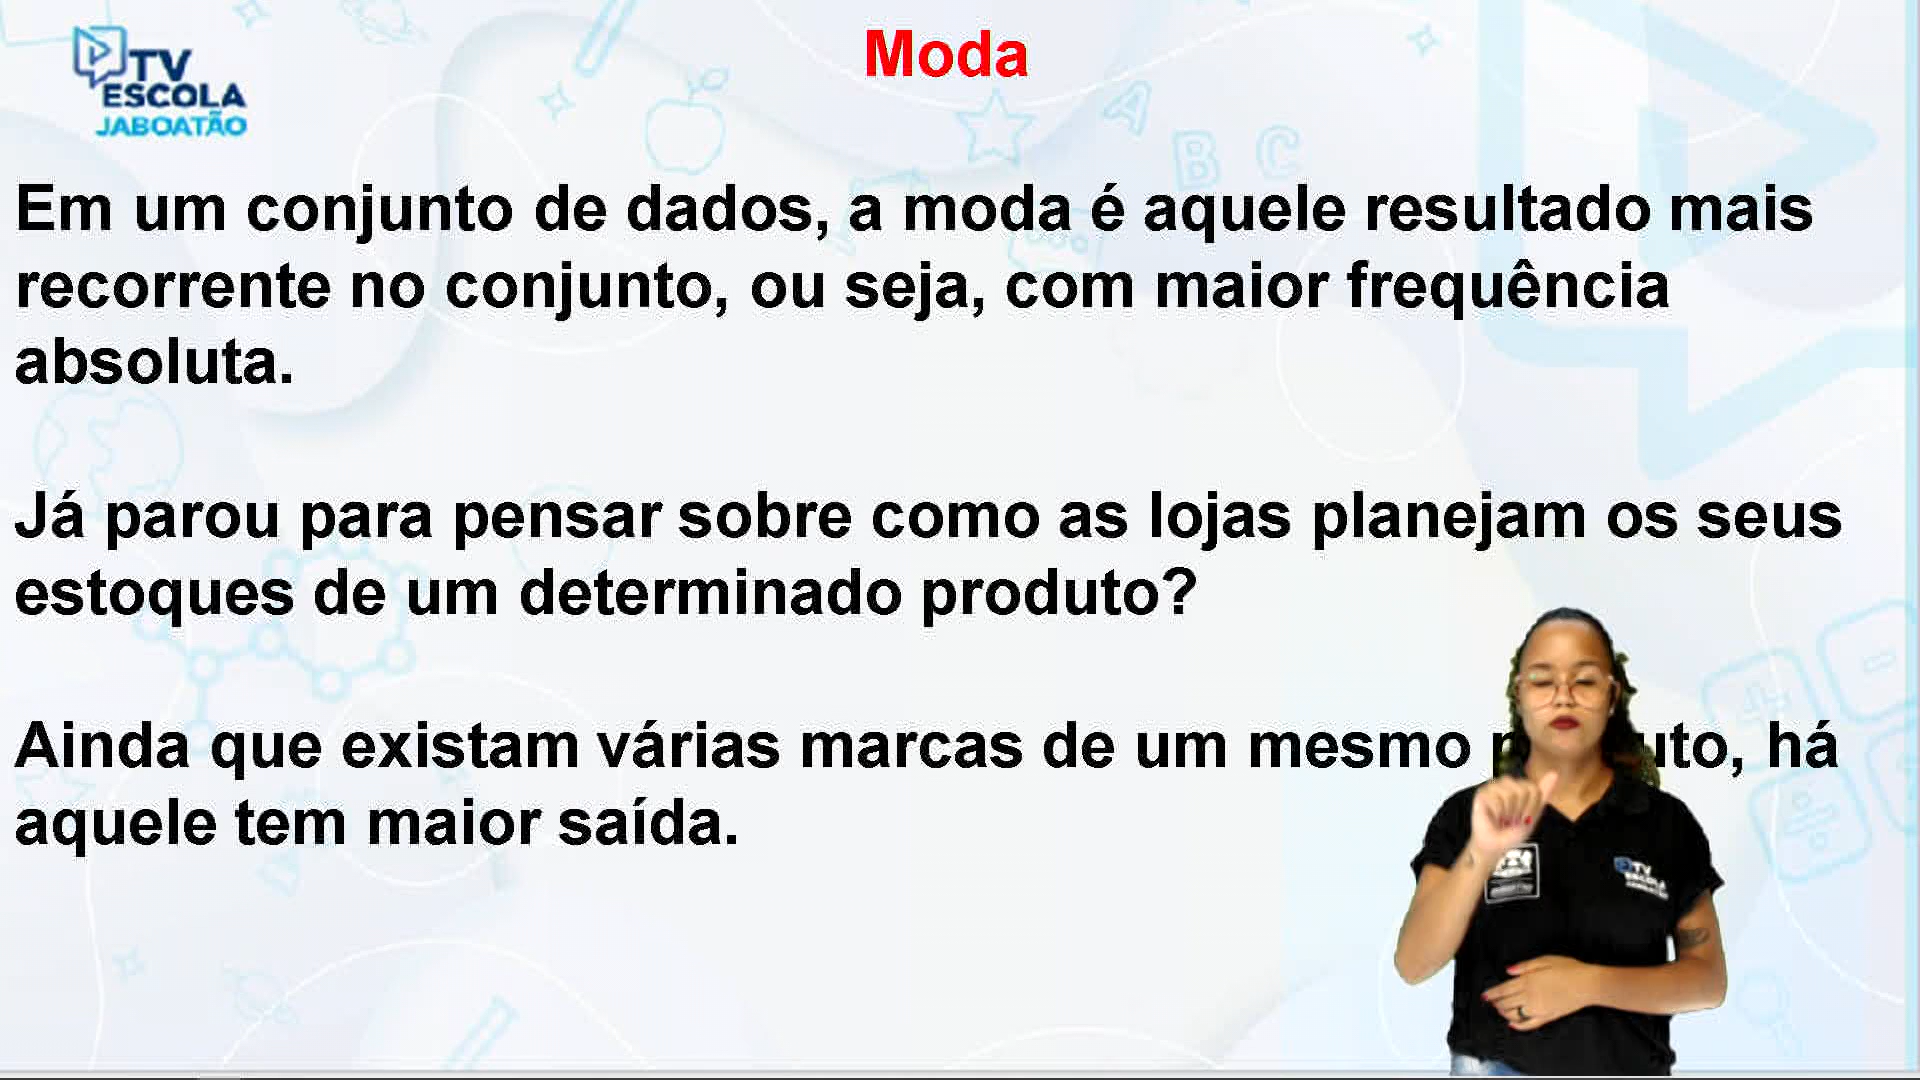 TV
ESCOLA
JABOATÃO
Moda
Em um conjunto de dados, a moda é aquele resultado mais
recorrente no conjunto, ou seja, com maior frequência
absoluta.
Já parou para pensar sobre como as lojas planejam os seus
estoques de um determinado produto?
Ainda que existam várias marcas de um mesmo há
aquele tem maior saída.
A B C
TV
ESCOLA